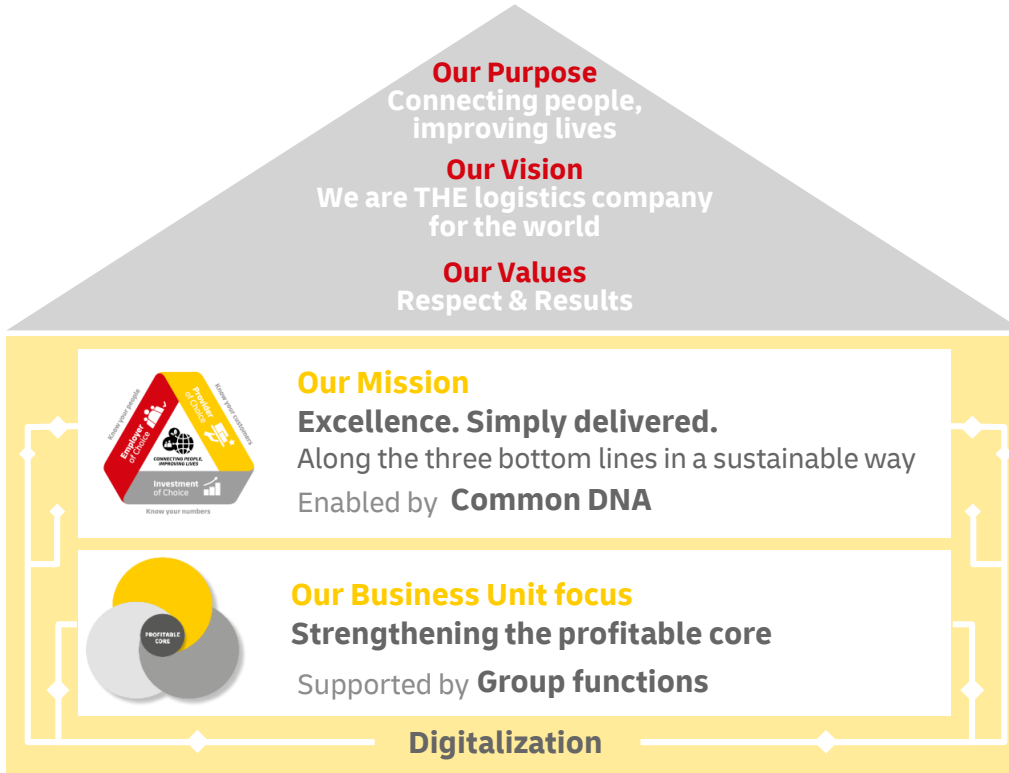 Our Purpose
Connecting people,
improving lives
Our Vision
We are THE logistics company
for the world
Our Values
Respect & Results
Know your people
Know your customers
Employer
of Choice
Provider
of Choice
CONNECTING PEOPLE,
IMPROVING LIVES
Investment
of Choice
Know your numbers
Our Mission
Excellence. Simply delivered.
Along the three bottom lines in a sustainable way
Enabled by Common DNA
PROFITABLE
CORE
Our Business Unit focus
Strengthening the profitable core
Supported by Group functions
Digitalization